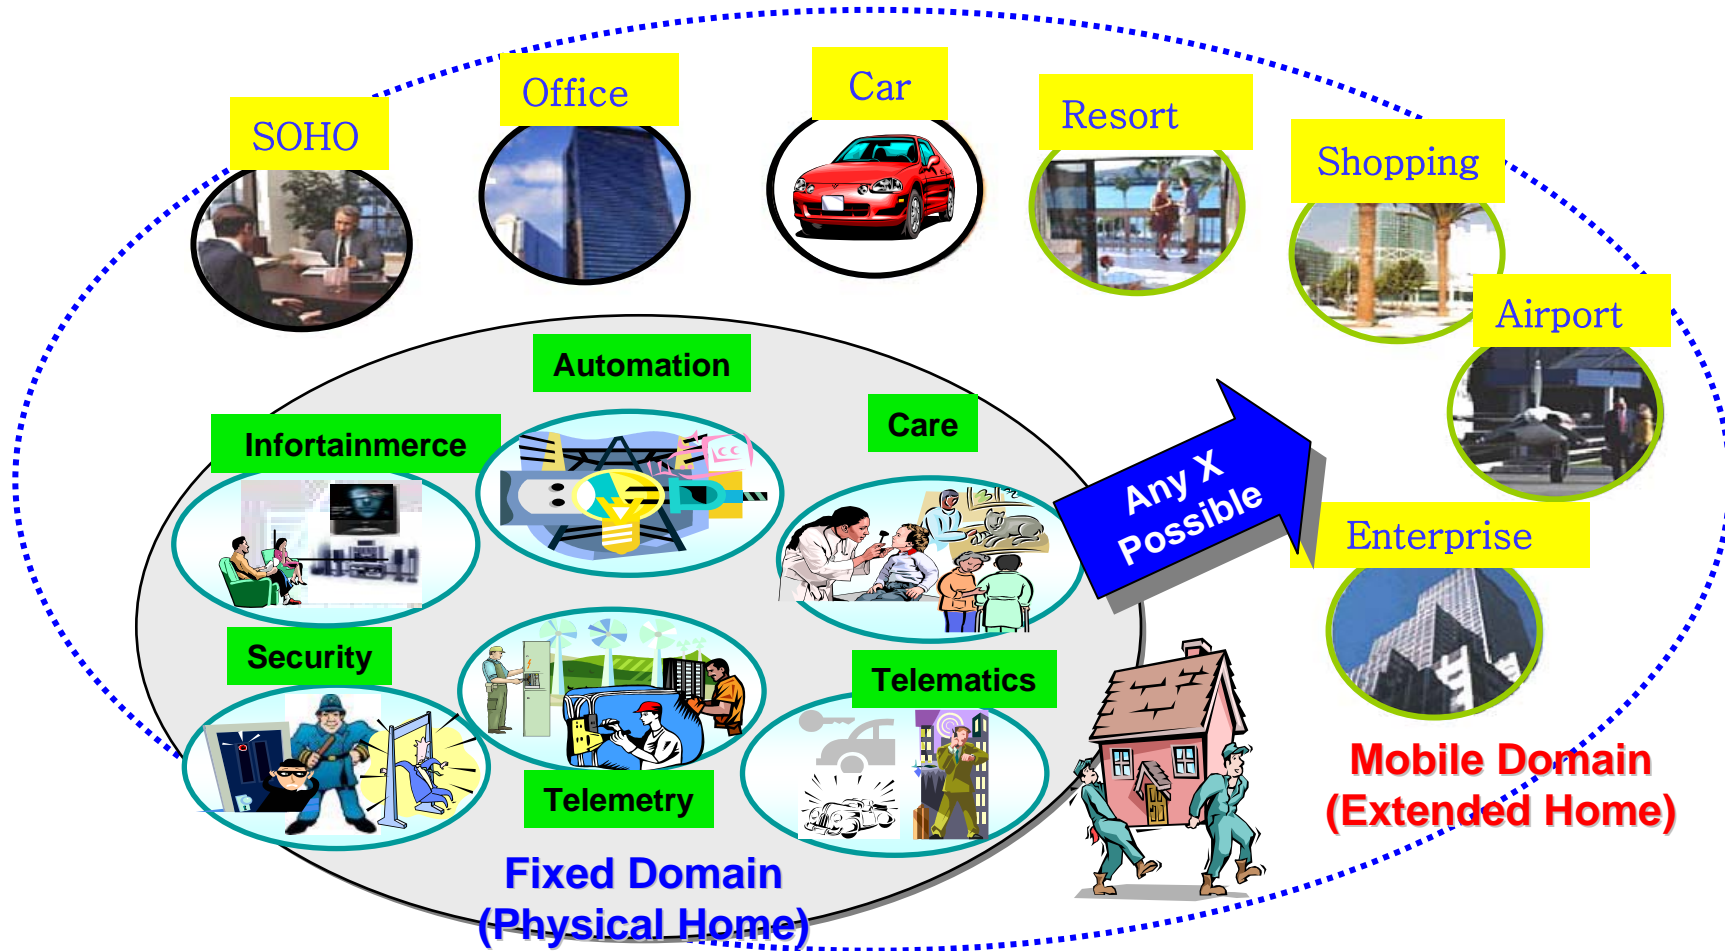 Office
Car
Resort
SOHO
Shopping
Airport
Automation
Care
Infortainmerce
Any X
Possible
Enterprise
Security
Telematics
Telemetry
Mobile Domain
(Extended Home)
Fixed Domain
(Physical Home)